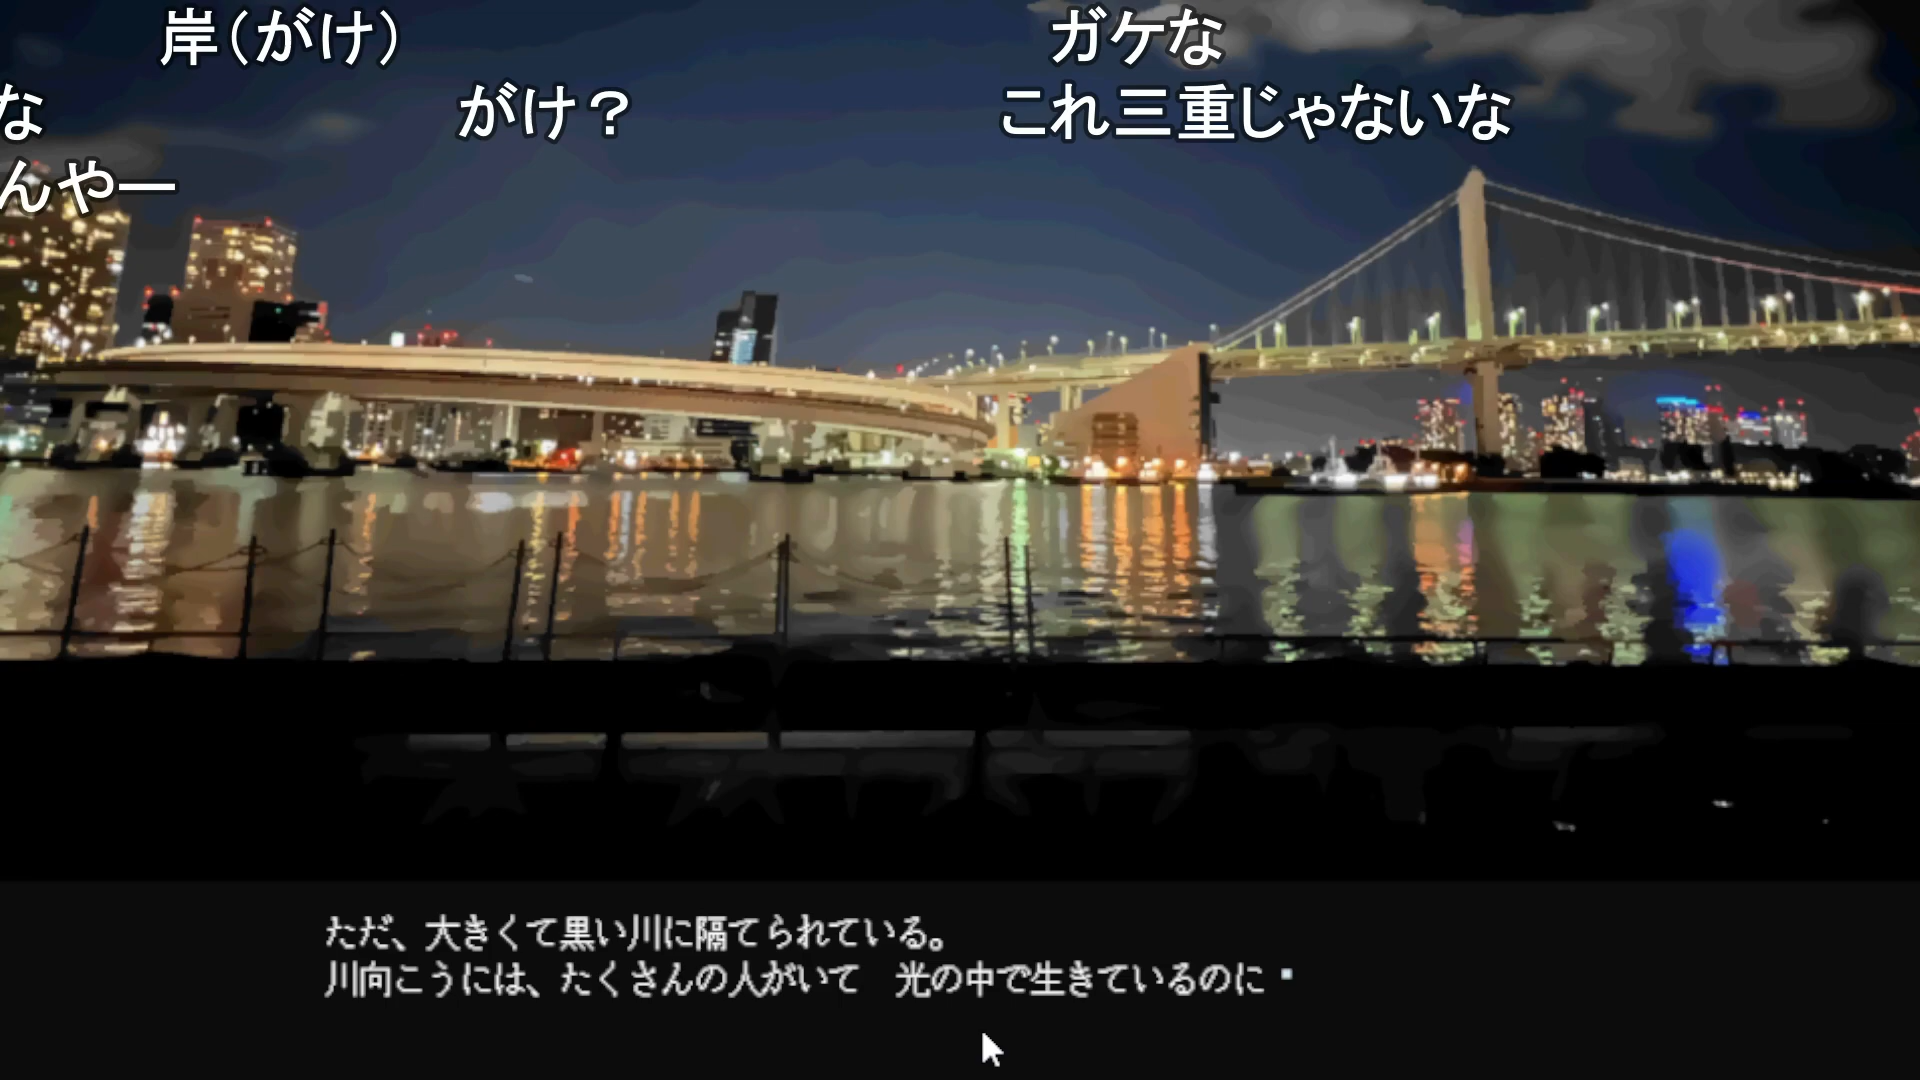 岸（がけ）
ガケな
な
がけ？
これ三重じゃないな
んやー
ただ、大きくて黒い川に隔てられている。
川向こうには、たくさんの人がいて　光の中で生きているのに